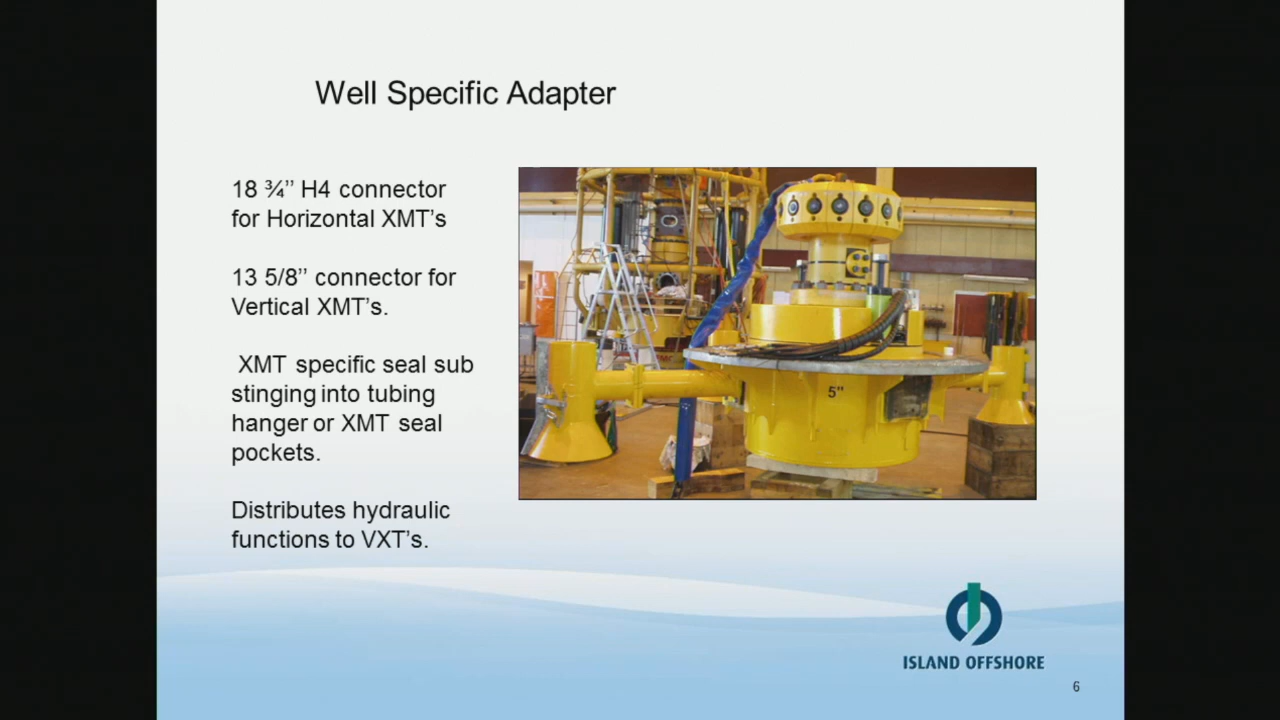 Well Specific Adapter
18 ¾’’ H4 connector
for Horizontal XMT’s
13 5/8’’ connector for
Vertical XMT’s.
XMT specific seal sub
stinging into tubing
hanger or XMT seal
pockets.
Distributes hydraulic
functions to VXT’s.
5"
ISLAND OFFSHORE
6